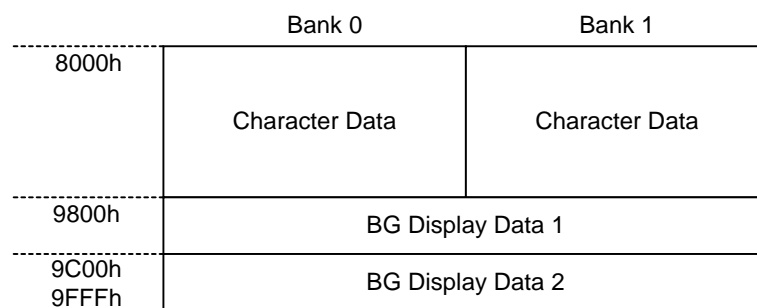 Bank 0 Bank 1
8000h
Character Data Character Data
9800h
BG Display Data 1
9C00h
BG Display Data 2
9FFFh